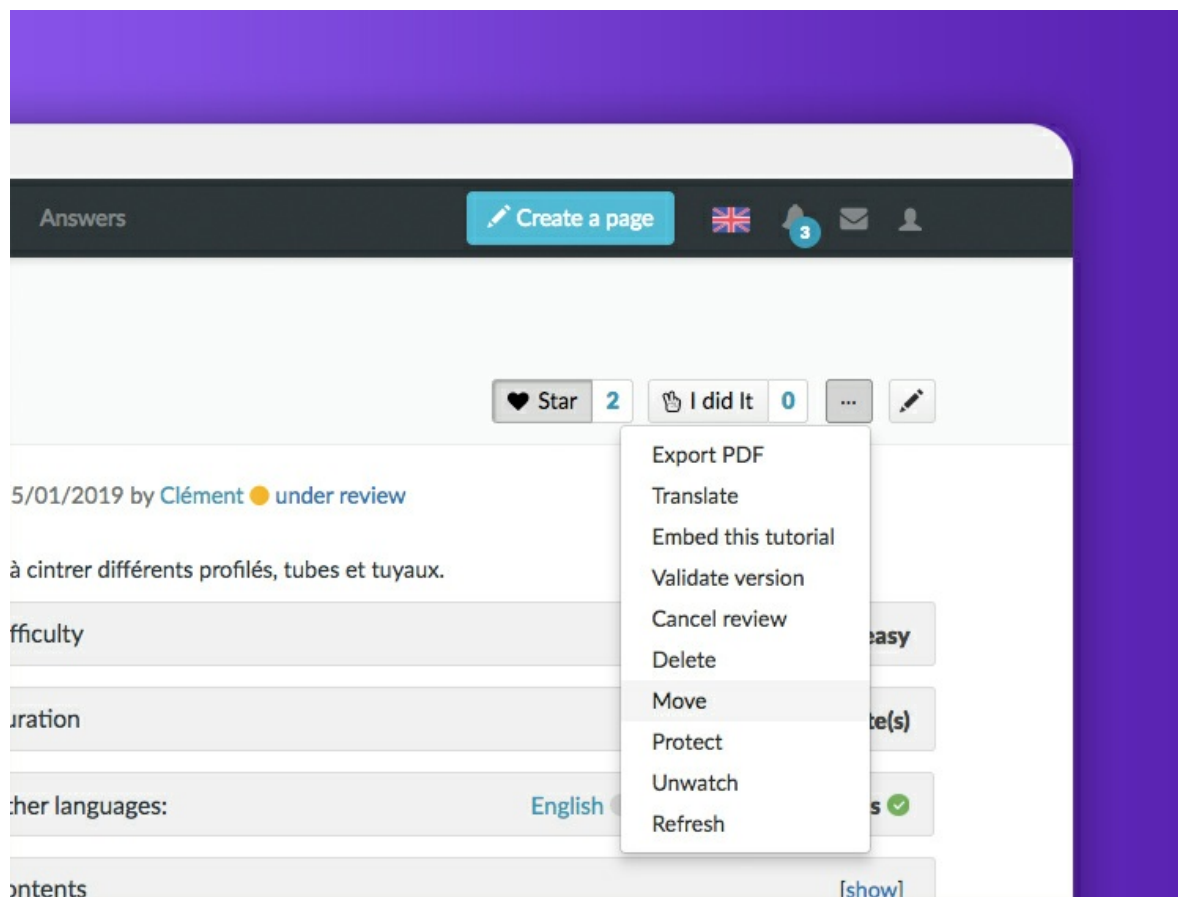 Answers Create a page 3
Star 2 I did It 0 ...
Export PDF
5/01/2019 by Clément under review Translate
Embed this tutorial
à cintrer différents profilés, tubes et tuyaux. Validate version
Cancel review
fficulty easy
Delete
Move
uration te(s)
Protect
Unwatch
ther languages: English s
Refresh
ontents [show]